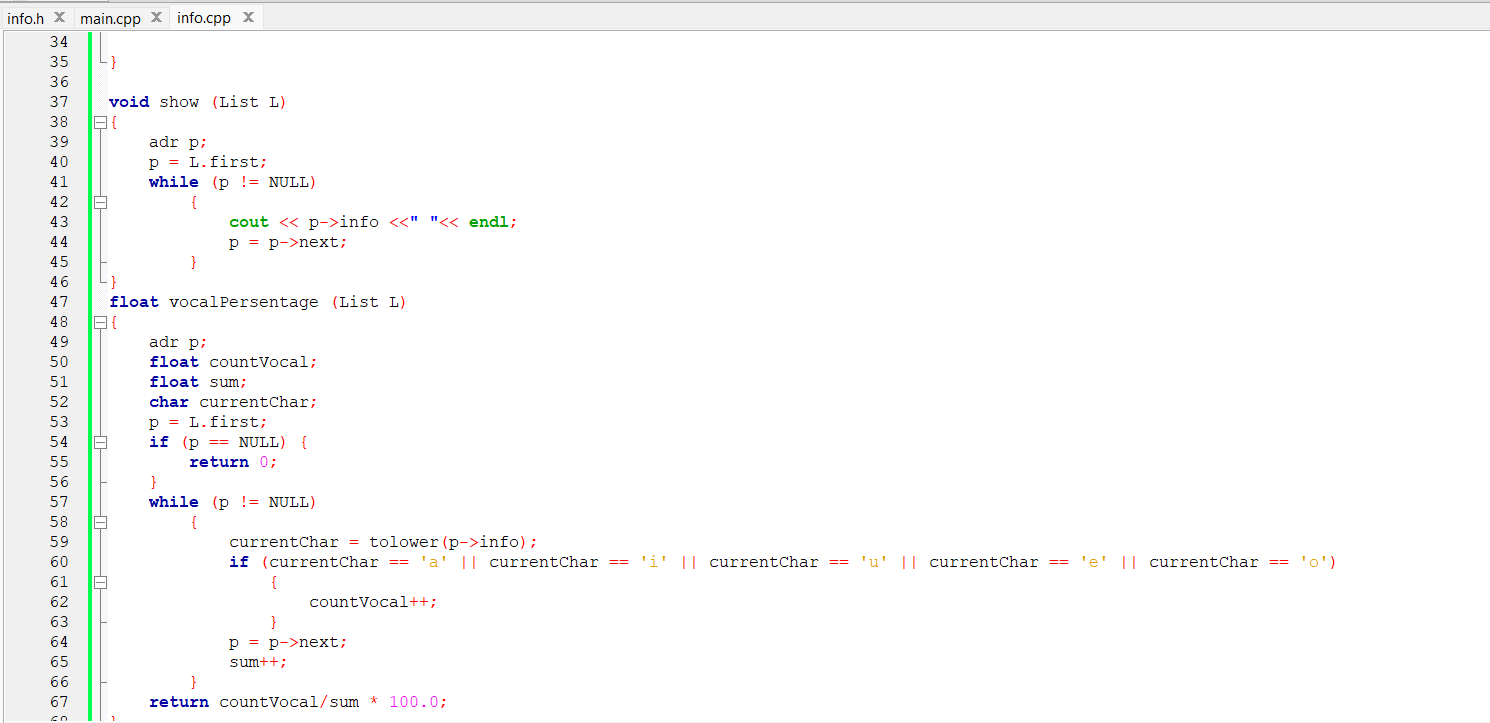 info.h X main.cpp X info.cpp X
34
35 }
36
37 void show (List L)
38 {
39 adr p;
40 p = L.first;
41 while (p != NULL)
42 {
43 cout << p->info <<" "<< endl;
44 p = p->next;
45 }
46 }
47 float vocalPersentage (List L)
48 {
49 adr p;
50 float countVocal;
51 float sum;
52 char currentChar;
53 p = L.first;
54 if (p == NULL) {
55 return 0;
56 }
57 while (p != NULL)
58 {
59 currentChar = tolower(p->info);
60 if (currentChar == 'a' || currentChar == 'i' || currentChar == 'u' || currentChar == 'e' || currentChar == 'o')
61 {
62 countVocal++;
63 }
64 p = p->next;
65 sum++;
66 }
67 return countVocal/sum * 100.0;
68 }